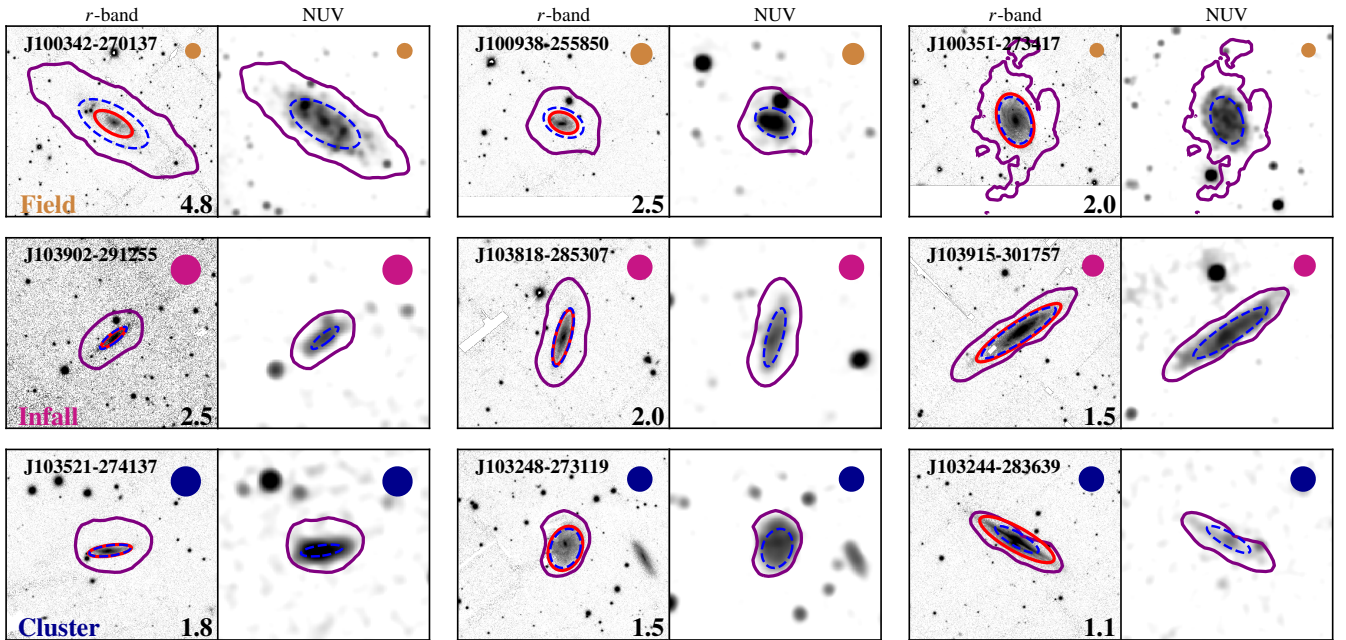 r-band NUV r-band NUV r-band NUV
J100342-270137 J100938-255850 J100351-273417
Field 4.8 2.5 2.0
J103902-291255 J103818-285307 J103915-301757
Infall 2.5 2.0 1.5
J103521-274137 J103248-273119 J103244-283639
Cluster 1.8 1.5 1.1